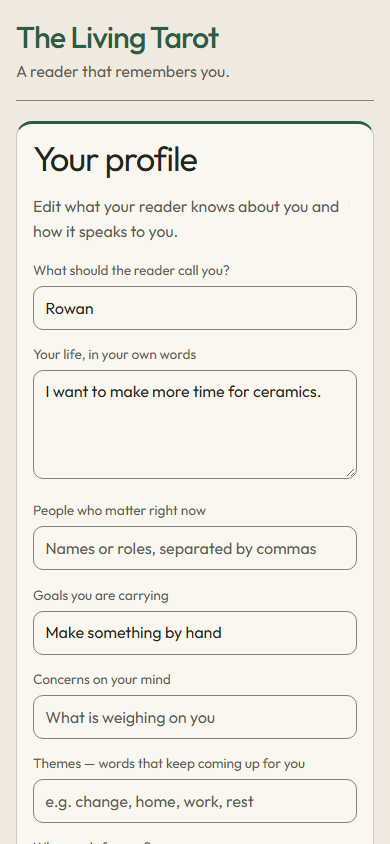 The Living Tarot
A reader that remembers you.
Your profile
Edit what your reader knows about you and
how it speaks to you.
What should the reader call you?
Rowan
Your life, in your own words
I want to make more time for ceramics.
People who matter right now
Names or roles, separated by commas
Goals you are carrying
Make something by hand
Concerns on your mind
What is weighing on you
Themes — words that keep coming up for you
e.g. change, home, work, rest